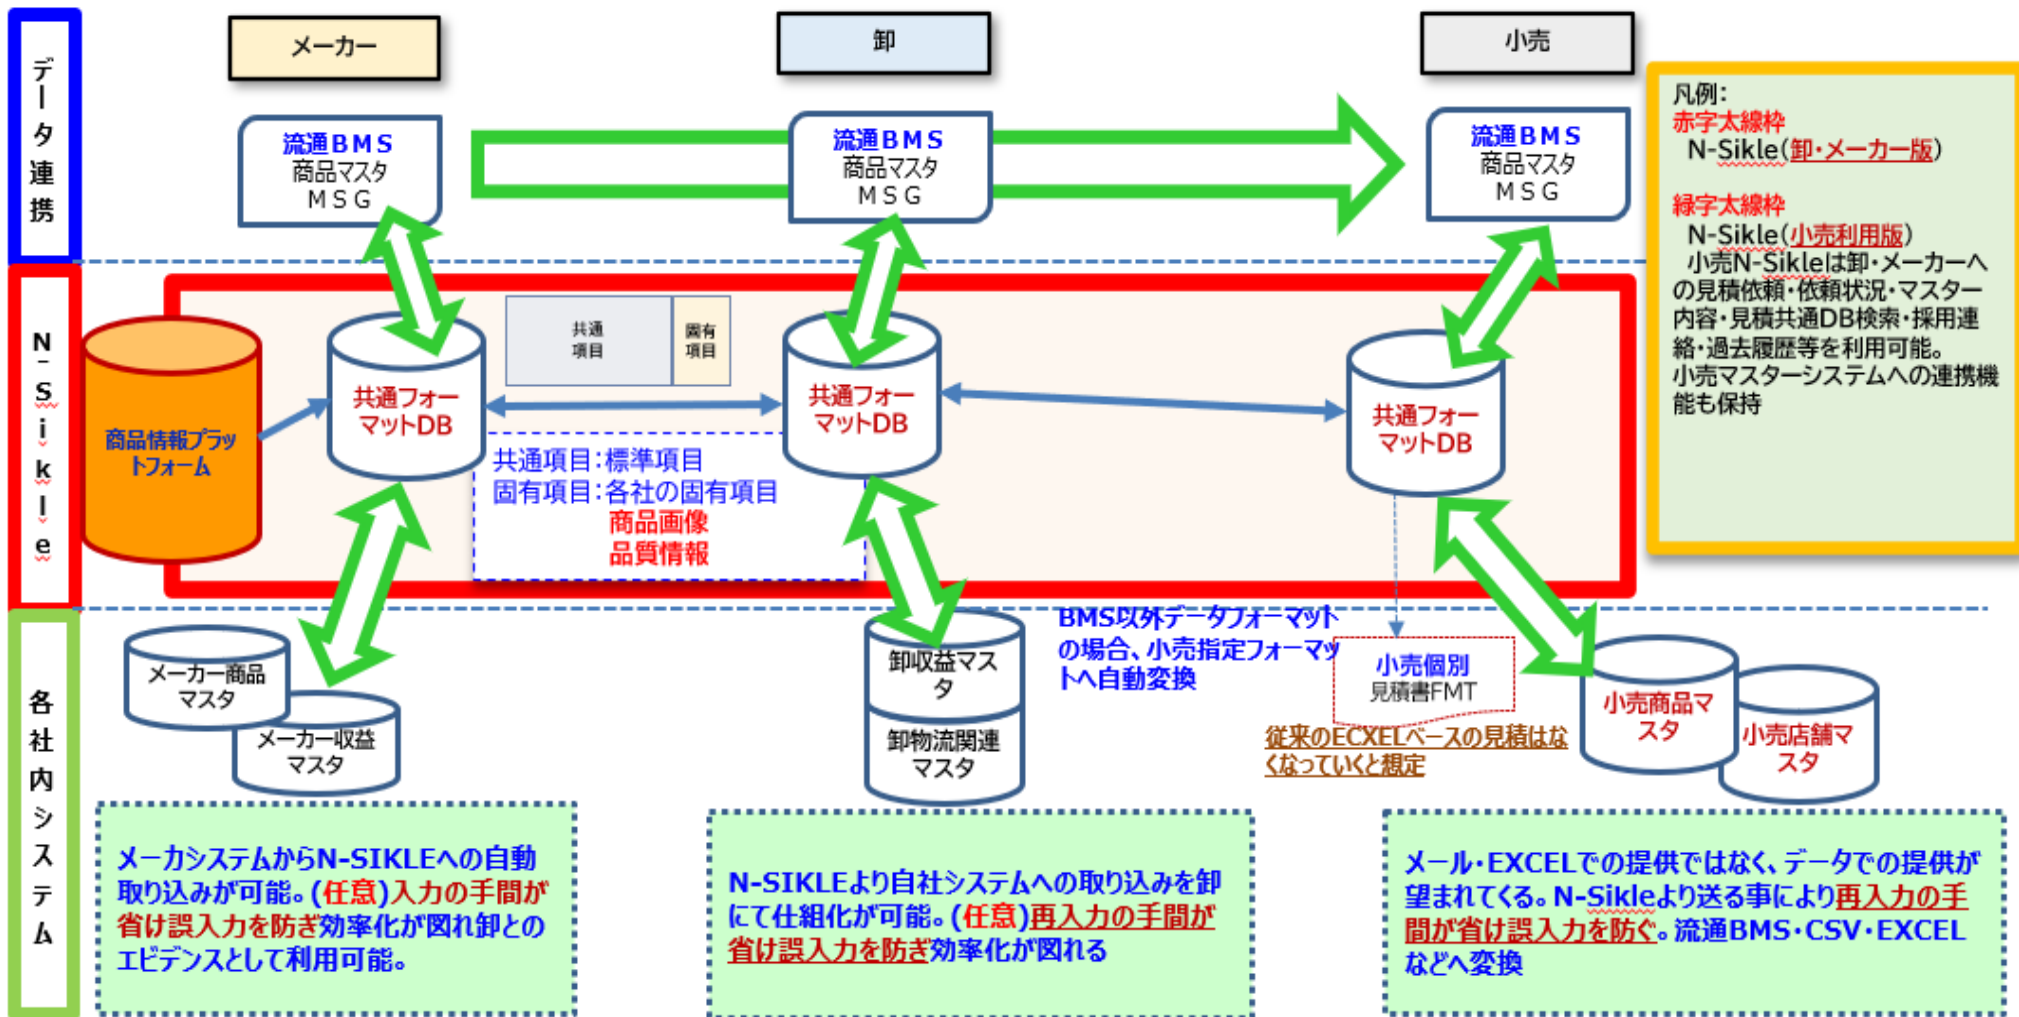 データ連携
メーカー
卸
小売
流通BMS
商品マスタ
MSG
流通BMS
商品マスタ
MSG
流通BMS
商品マスタ
MSG
凡例：
赤字太線枠
N-Sikle(卸・メーカー版)
緑字太線枠
N-Sikle(小売利用版)
小売N-Sikleは卸・メーカーへ
の見積依頼・依頼状況・マスター
内容・見積共通DB検索・採用連
絡・過去履歴等を利用可能。
小売マスターシステムへの連携機
能も保持
N-Sikle
商品情報プラッ
トフォーム
共通フォー
マットDB
共通
項目
固有
項目
共通フォー
マットDB
共通フォー
マットDB
共通項目：標準項目
固有項目：各社の固有項目
商品画像
品質情報
各社内システム
メーカー商品
マスタ
メーカー収益
マスタ
卸収益マス
タ
卸物流関連
マスタ
BMS以外データフォーマット
の場合、小売指定フォーマッ
トへ自動変換
小売個別
見積書FMT
従来のECXELベースの見積はな
くなっていくと想定
小売商品マ
スタ
小売店舗マ
スタ
メーカシステムからN-SIKLEへの自動
取り込みが可能。(任意)入力の手間が
省け誤入力を防ぎ効率化が図れ卸との
エビデンスとして利用可能。
N-SIKLEより自社システムへの取り込みを卸
にて仕組化が可能。(任意)再入力の手間が
省け誤入力を防ぎ効率化が図れる
メール・EXCELでの提供ではなく、データでの提供が
望まれてくる。N-Sikleより送る事により再入力の手
間が省け誤入力を防ぐ。流通BMS・CSV・EXCEL
などへ変換